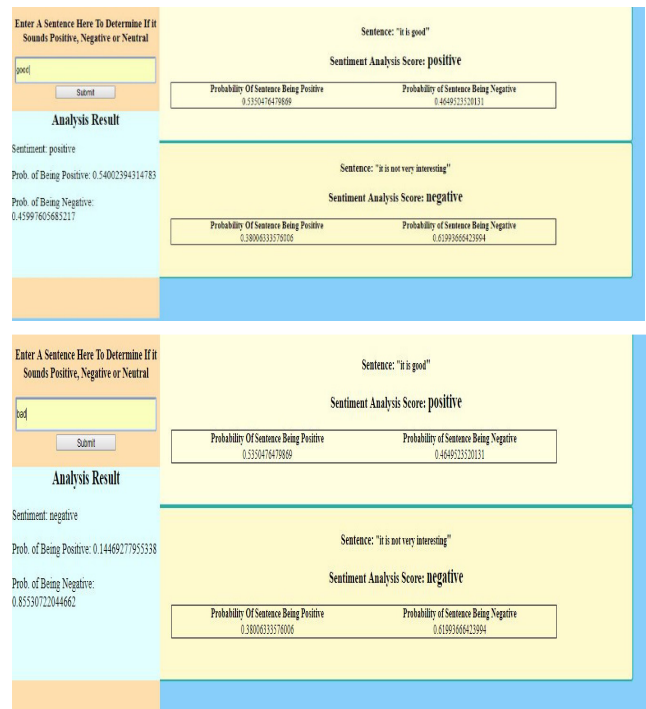 Enter A Sentence Here To Determine If it
Sounds Positive, Negative or Neutral
good
Submit
Analysis Result
Sentiment: positive
Prob. of Being Positive: 0.54002394314783
Prob. of Being Negative:
0.45997605685217
Sentence: "it is good"
Sentiment Analysis Score: positive
Probability Of Sentence Being Positive Probability of Sentence Being Negative
0.5350476479869 0.4649523520131
Sentence: "it is not very interesting"
Sentiment Analysis Score: negative
Probability Of Sentence Being Positive Probability of Sentence Being Negative
0.38006333576006 0.61993666423994
Enter A Sentence Here To Determine If it
Sounds Positive, Negative or Neutral
bad
Submit
Analysis Result
Sentiment: negative
Prob. of Being Positive: 0.14469277955338
Prob. of Being Negative:
0.85530722044662
Sentence: "it is good"
Sentiment Analysis Score: positive
Probability Of Sentence Being Positive Probability of Sentence Being Negative
0.5350476479869 0.4649523520131
Sentence: "it is not very interesting"
Sentiment Analysis Score: negative
Probability Of Sentence Being Positive Probability of Sentence Being Negative
0.38006333576006 0.61993666423994